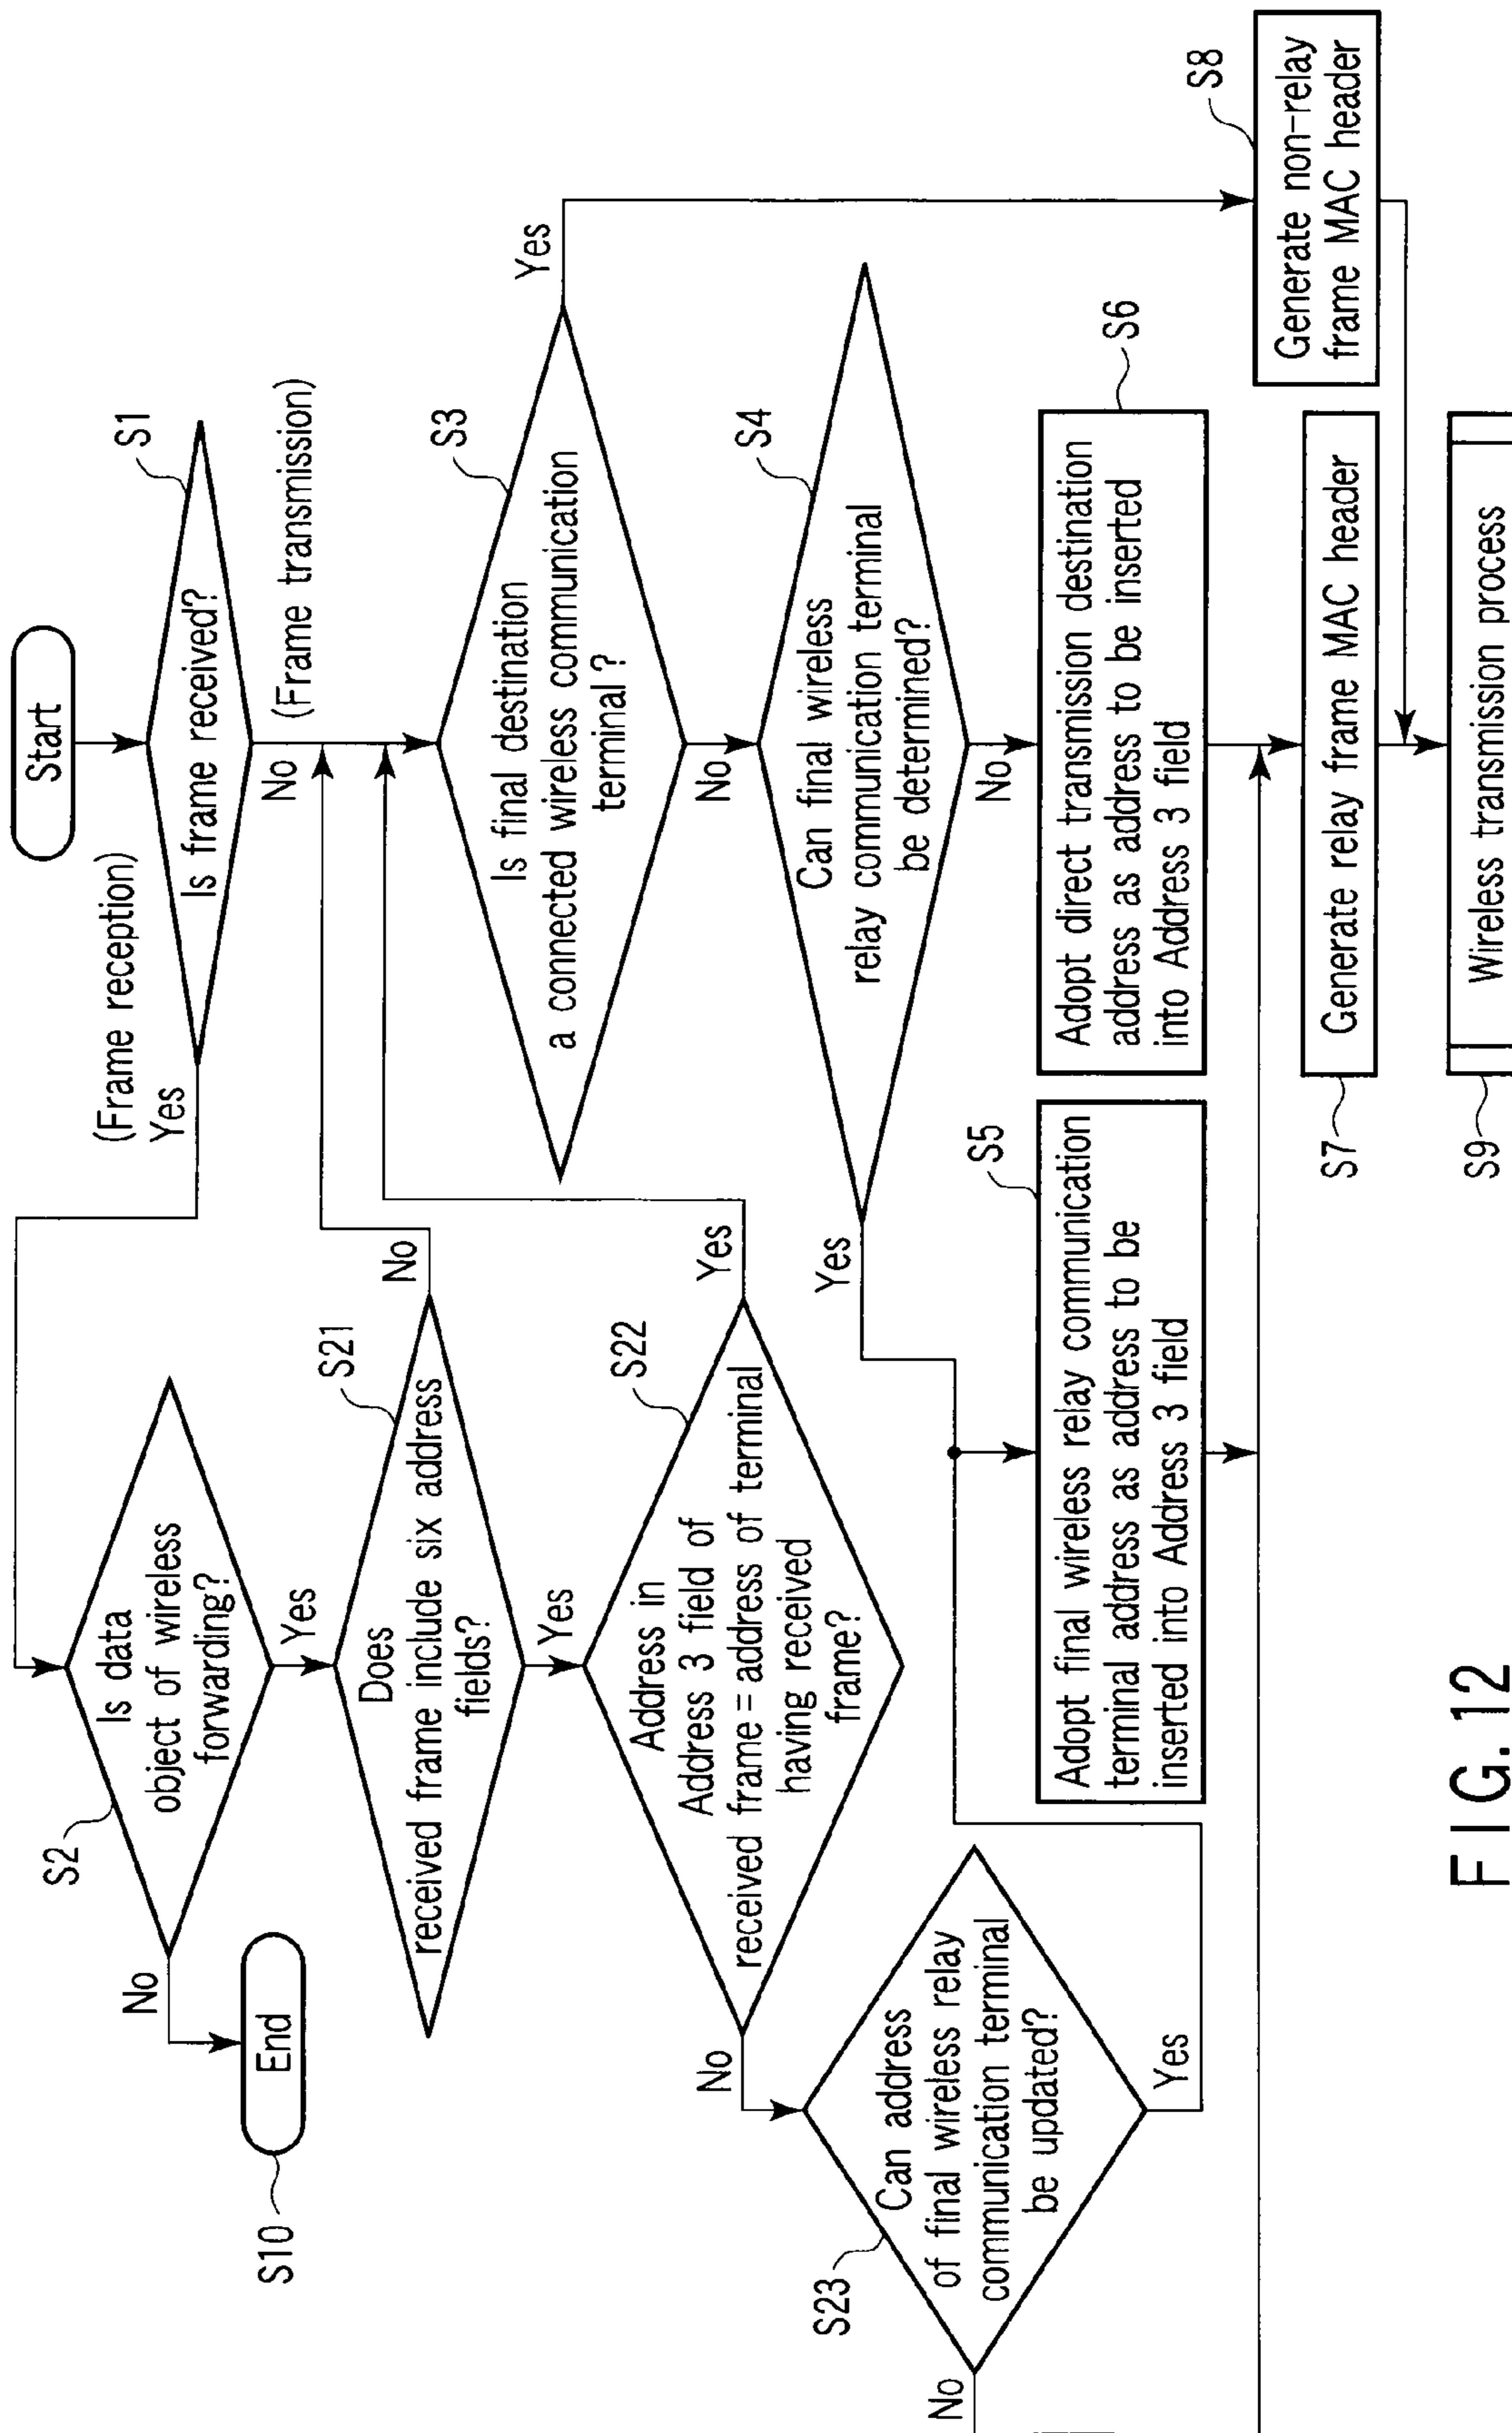 Start
(Frame reception)
Yes
Is frame received?
S1
No
(Frame transmission)
S2
Is data
object of wireless
forwarding?
No
Yes
End
S10
S21
Does
received frame include six address
fields?
No
Yes
S22
Address in
Address 3 field of
received frame = address of terminal
having received
frame?
Yes
No
S23
Can address
of final wireless relay
communication terminal
be updated?
No
Yes
S3
Is final destination
a connected wireless communication
terminal ?
Yes
No
S4
Can final wireless
relay communication terminal
be determined?
Yes
No
S5
Adopt final wireless relay communication
terminal address as address to be
inserted into Address 3 field
S6
Adopt direct transmission destination
address as address to be inserted
into Address 3 field
S8
Generate non-relay
frame MAC header
S7
Generate relay frame MAC header
S9
Wireless transmission process
FIG. 12